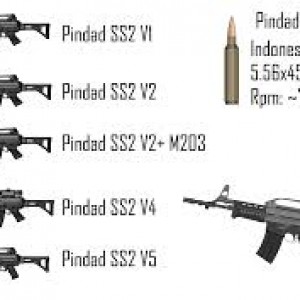 Pindad SS2 V1
Pindad SS2 V2
Pindad SS2 V2+ M203
Pindad SS2 V4
Pindad SS2 V5
Pindad
Indones
5.56x45
Rpm: ~